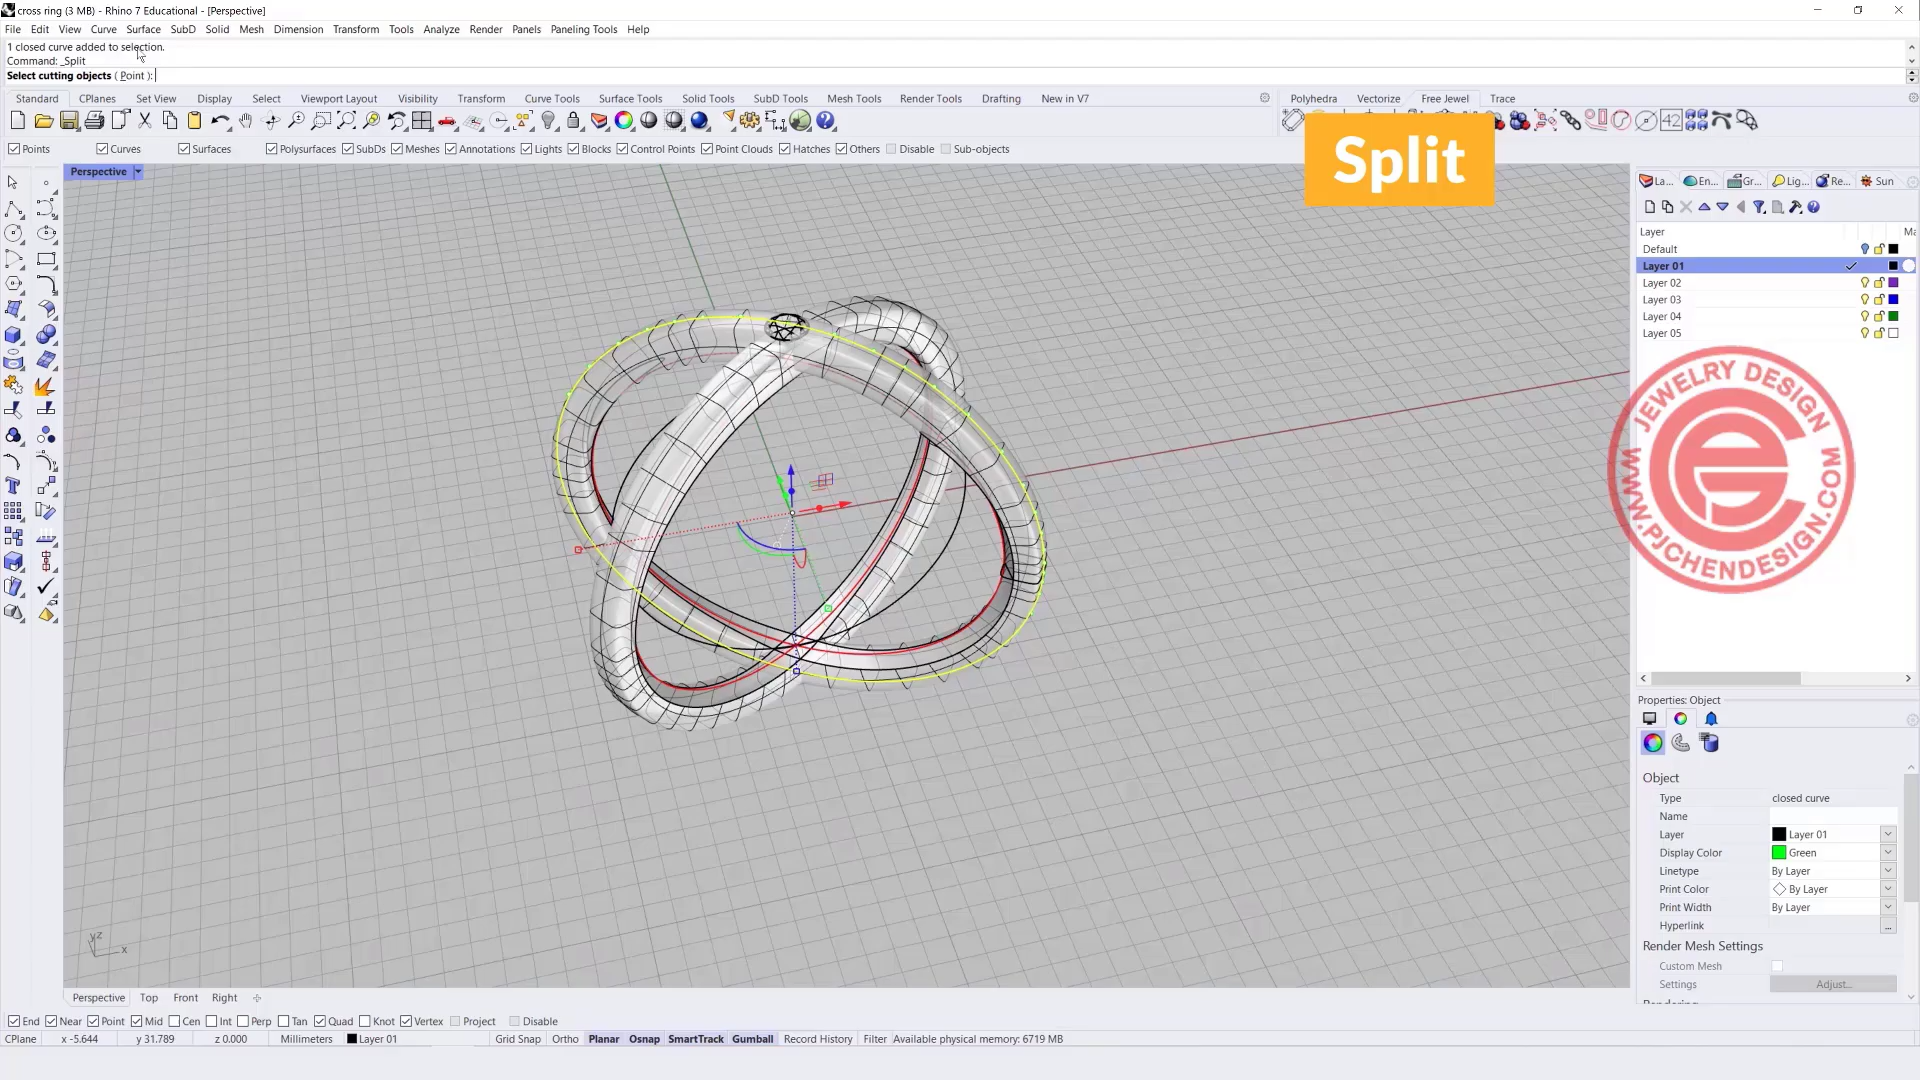 cross ring (3 MB) - Rhino 7 Educational - [Perspective]
File Edit View Curve Surface SubD Solid Mesh Dimension Transform Tools Analyze Render Panels Paneling Tools Help
1 closed curve added to selection.
Command: _Split
Select cutting objects ( Point ):
Standard CPlanes Set View Display Select Viewport Layout Visibility Transform Curve Tools Surface Tools Solid Tools SubD Tools Mesh Tools Render Tools Drafting New in V7 Polyhedra Vectorize Free Jewel Trace
42
Points Curves Surfaces Polysurfaces SubDs Meshes Annotations Lights Blocks Control Points Point Clouds Hatches Others Disable Sub-objects
Split
Perspective
La... En... Gr... Lig... Re... Sun
Layer Ma
Default
Layer 01
Layer 02
Layer 03
Layer 04
Layer 05
JEWELRY DESIGN
WWW.PJCHENDESIGN.COM
Properties: Object
Object
Type closed curve
Name
Layer Layer 01
Display Color Green
Linetype By Layer
Print Color By Layer
Print Width By Layer
Hyperlink ...
Render Mesh Settings
Custom Mesh
Settings Adjust...
yz
x
Perspective Top Front Right
End Near Point Mid Cen Int Perp Tan Quad Knot Vertex Project Disable
CPlane x -5.644 y 31.789 z 0.000 Millimeters Layer 01 Grid Snap Ortho Planar Osnap SmartTrack Gumball Record History Filter Available physical memory: 6719 MB